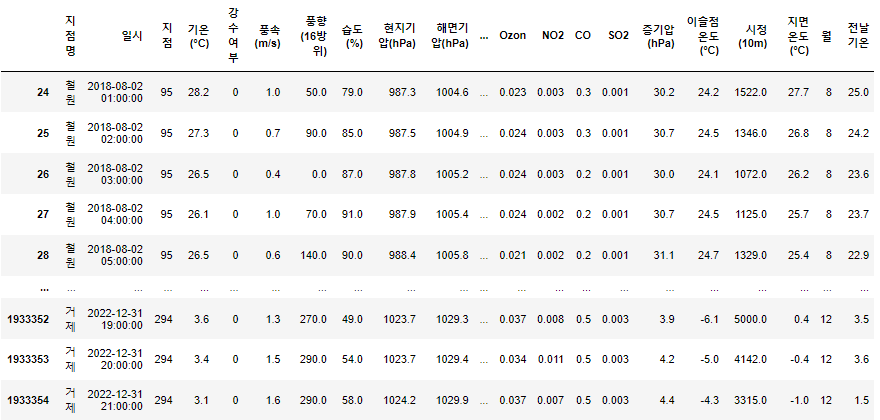 지점명 일시 지점 기온(°C) 강수여부 풍속(m/s) 풍향(16방위) 습도(%) 현지기압(hPa) 해면기압(hPa) ... Ozon NO2 CO SO2 증기압(hPa) 이슬점온도(°C) 시정(10m) 지면온도(°C) 월 전날기온
24 철원 2018-08-02 01:00:00 95 28.2 0 1.0 50.0 79.0 987.3 1004.6 ... 0.023 0.003 0.3 0.001 30.2 24.2 1522.0 27.7 8 25.0
25 철원 2018-08-02 02:00:00 95 27.3 0 0.7 90.0 85.0 987.5 1004.9 ... 0.024 0.003 0.3 0.001 30.7 24.5 1346.0 26.8 8 24.2
26 철원 2018-08-02 03:00:00 95 26.5 0 0.4 0.0 87.0 987.8 1005.2 ... 0.024 0.003 0.2 0.001 30.0 24.1 1072.0 26.2 8 23.6
27 철원 2018-08-02 04:00:00 95 26.1 0 1.0 70.0 91.0 987.9 1005.4 ... 0.024 0.002 0.2 0.001 30.7 24.5 1125.0 25.7 8 23.7
28 철원 2018-08-02 05:00:00 95 26.5 0 0.6 140.0 90.0 988.4 1005.8 ... 0.021 0.002 0.2 0.001 31.1 24.7 1329.0 25.4 8 22.9
... ... ... ... ... ... ... ... ... ... ... ... ... ... ... ... ... ... ... ... ... ...
1933352 거제 2022-12-31 19:00:00 294 3.6 0 1.3 270.0 49.0 1023.7 1029.3 ... 0.037 0.008 0.5 0.003 3.9 -6.1 5000.0 0.4 12 3.5
1933353 거제 2022-12-31 20:00:00 294 3.4 0 1.5 290.0 54.0 1023.7 1029.4 ... 0.034 0.011 0.5 0.003 4.2 -5.0 4142.0 -0.4 12 3.6
1933354 거제 2022-12-31 21:00:00 294 3.1 0 1.6 290.0 58.0 1024.2 1029.9 ... 0.037 0.007 0.5 0.003 4.4 -4.3 3315.0 -1.0 12 1.5